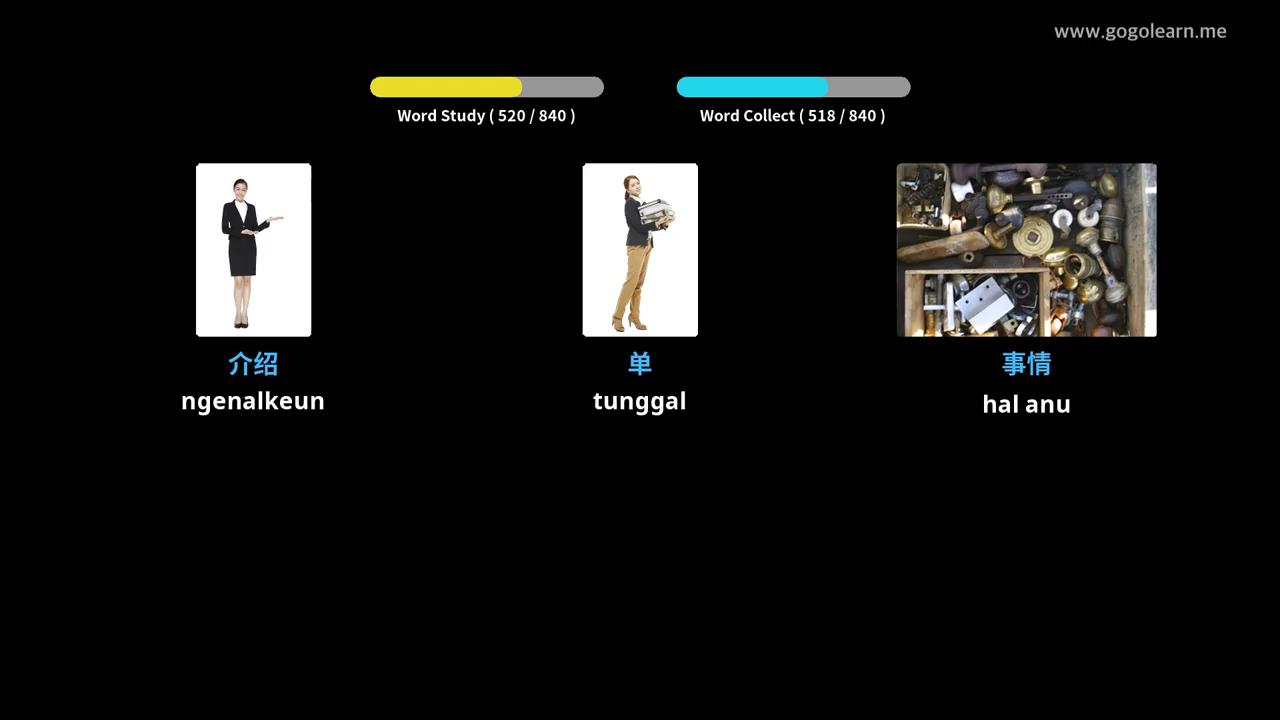 www.gogolearn.me
Word Study ( 520 / 840 )
Word Collect ( 518 / 840 )
介绍
ngenalkeun
单
tunggal
事情
hal anu